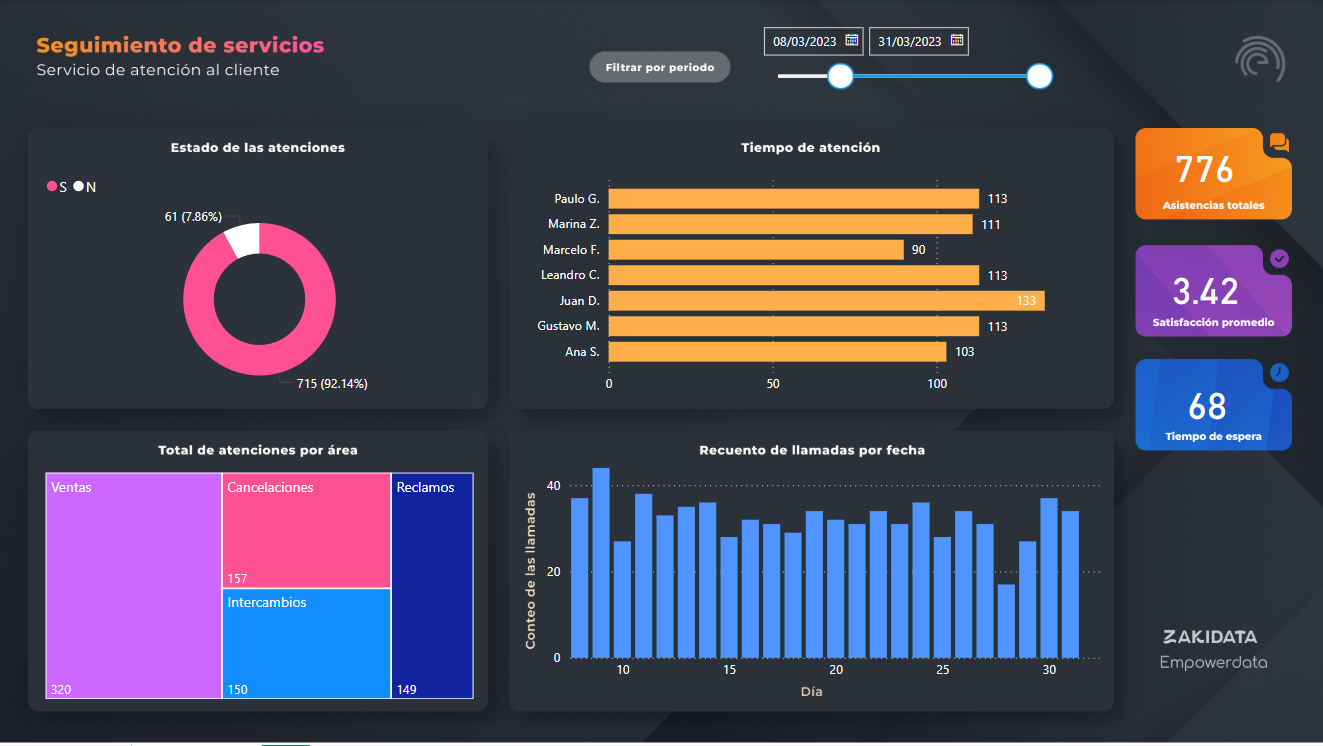 Seguimiento de servicios
Servicio de atención al cliente
Filtrar por periodo
08/03/2023
31/03/2023
Estado de las atenciones
S N
61 (7.86%)
715 (92.14%)
Tiempo de atención
Paulo G. 113
Marina Z. 111
Marcelo F. 90
Leandro C. 113
Juan D. 133
Gustavo M. 113
Ana S. 103
0 50 100
776
Asistencias totales
3.42
Satisfacción promedio
68
Tiempo de espera
Total de atenciones por área
Ventas
320
Cancelaciones
157
Intercambios
150
Reclamos
149
Recuento de llamadas por fecha
Conteo de las llamadas
40
20
0
10 15 20 25 30
Día
ZAKIDATA
Empowerdata